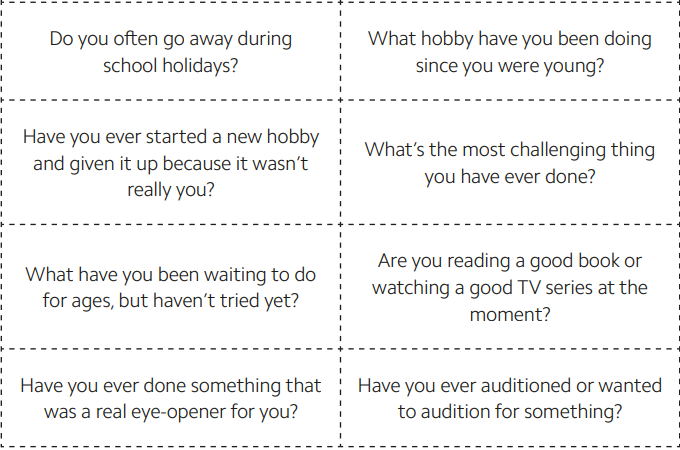 Do you often go away during
school holidays?
What hobby have you been doing
since you were young?
Have you ever started a new hobby
and given it up because it wasn't
really you?
What's the most challenging thing
you have ever done?
What have you been waiting to do
for ages, but haven't tried yet?
Are you reading a good book or
watching a good TV series at the
moment?
Have you ever done something that
was a real eye-opener for you?
Have you ever auditioned or wanted
to audition for something?